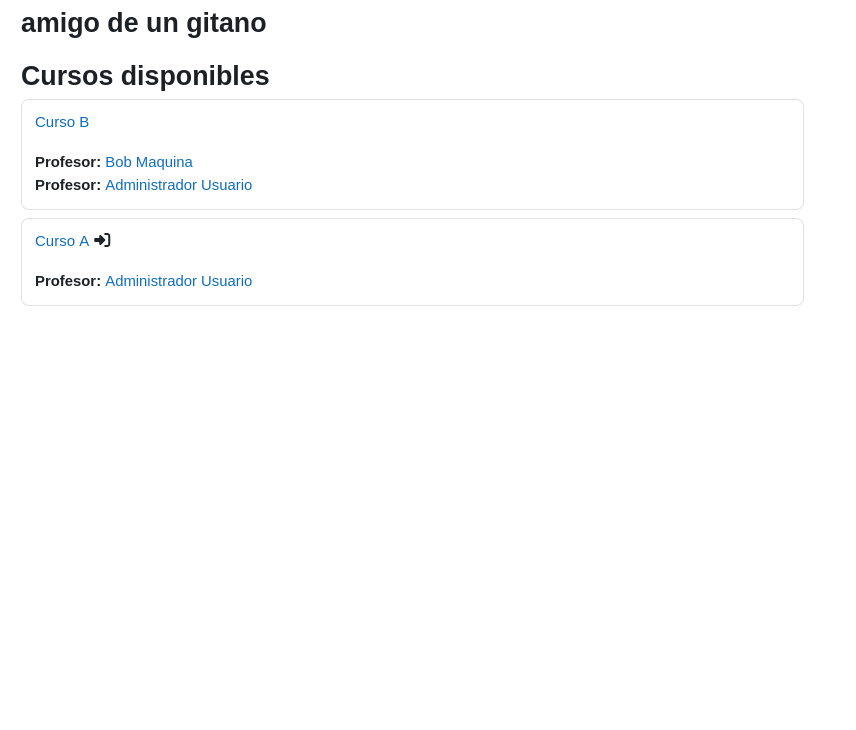 amigo de un gitano
Cursos disponibles
Curso B
Profesor: Bob Maquina
Profesor: Administrador Usuario
Curso A
Profesor: Administrador Usuario